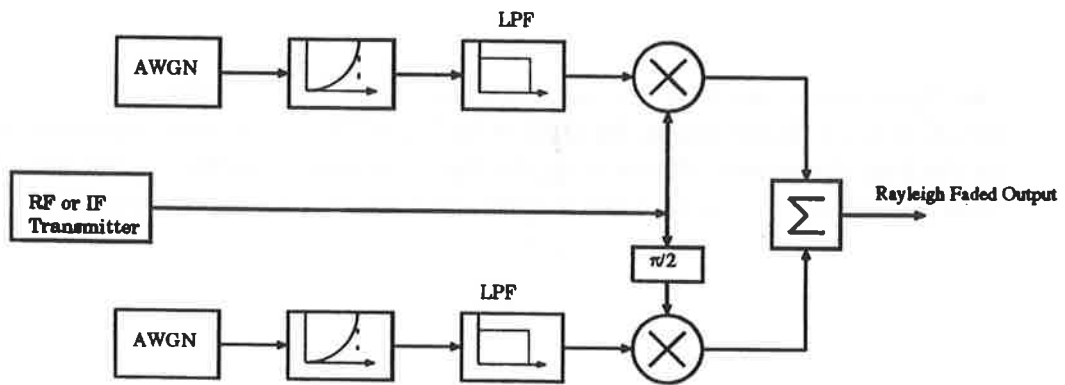 LPF
AWGN
RF or IF
Transmitter
Σ
Rayleigh Faded Output
π/2
LPF
AWGN